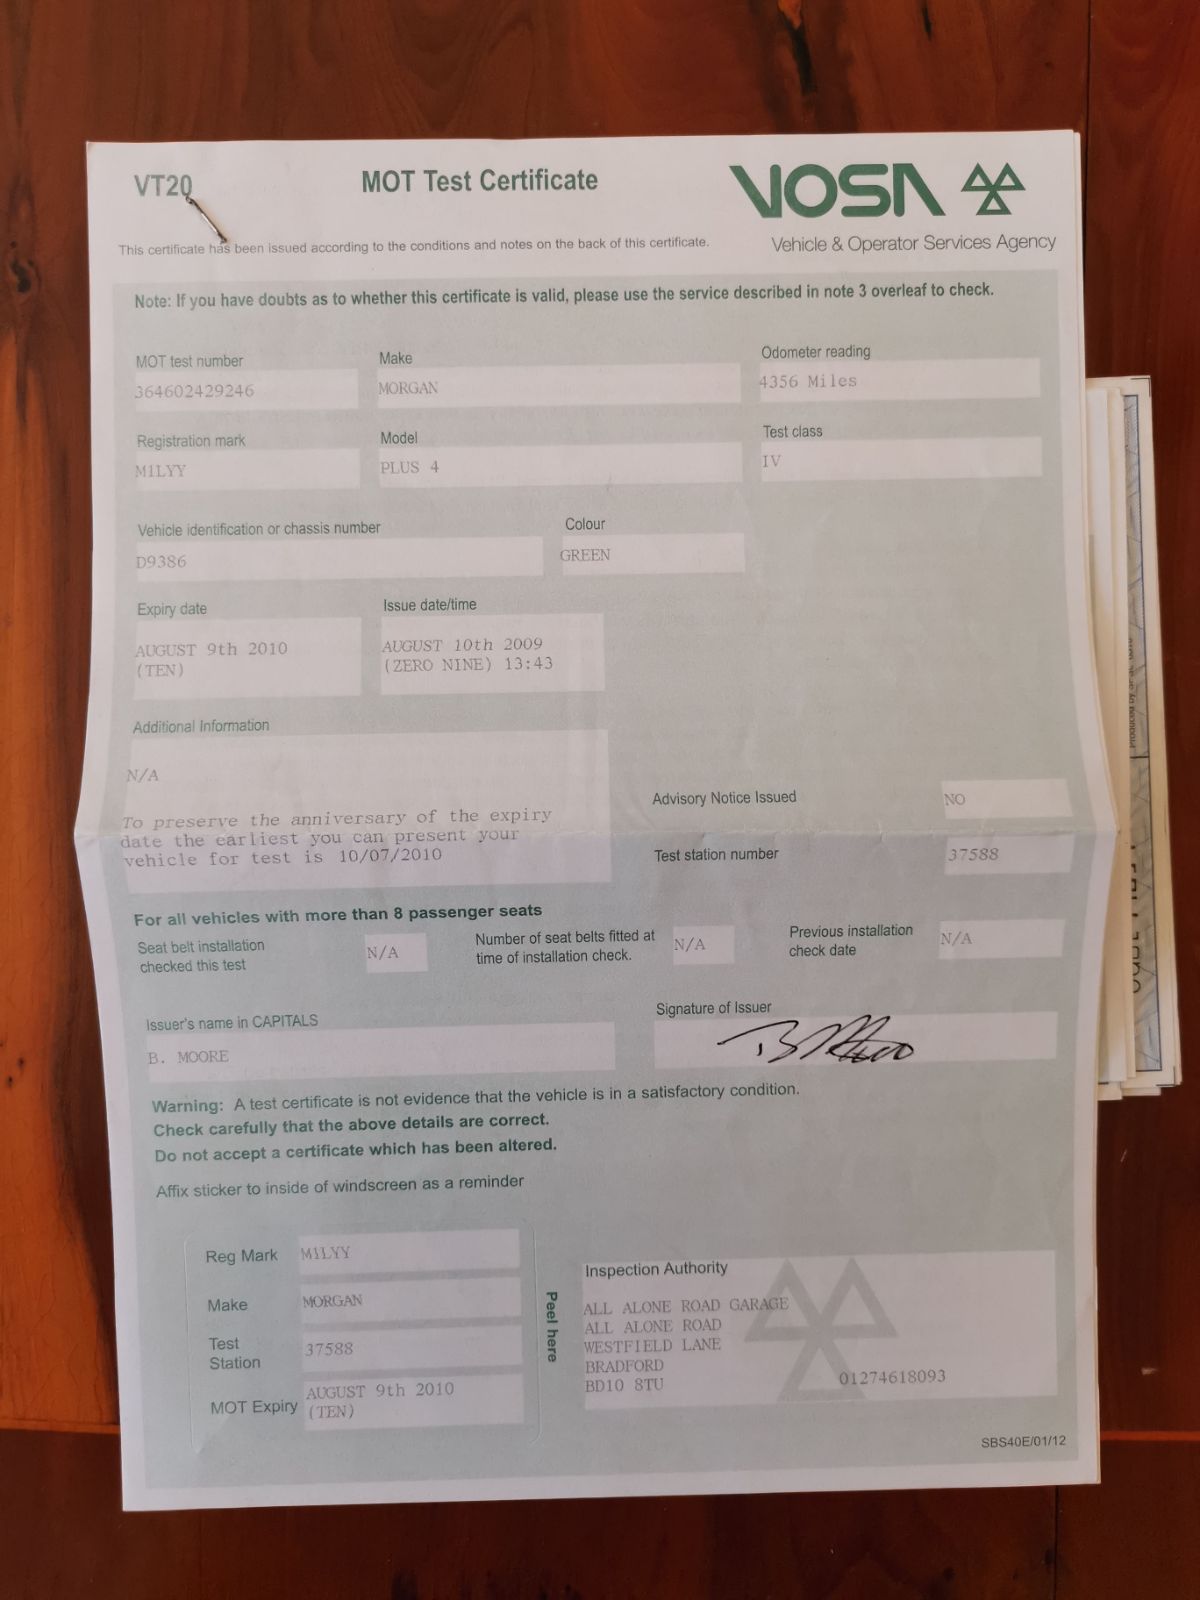 VT20
MOT Test Certificate
VOSA
This certificate has been issued according to the conditions and notes on the back of this certificate.
Vehicle & Operator Services Agency
Note: If you have doubts as to whether this certificate is valid, please use the service described in note 3 overleaf to check.
MOT test number
364602429246
Make
MORGAN
Odometer reading
4356 Miles
Registration mark
M1LYY
Model
PLUS 4
Test class
IV
Vehicle identification or chassis number
D9386
Colour
GREEN
Expiry date
AUGUST 9th 2010
(TEN)
Issue date/time
AUGUST 10th 2009
(ZERO NINE) 13:43
Additional Information
N/A
To preserve the anniversary of the expiry
date the earliest you can present your
vehicle for test is 10/07/2010
Advisory Notice Issued
NO
Test station number
37588
For all vehicles with more than 8 passenger seats
Seat belt installation
checked this test
N/A
Number of seat belts fitted at
time of installation check.
N/A
Previous installation
check date
N/A
Issuer's name in CAPITALS
B. MOORE
Signature of Issuer
Warning: A test certificate is not evidence that the vehicle is in a satisfactory condition.
Check carefully that the above details are correct.
Do not accept a certificate which has been altered.
Affix sticker to inside of windscreen as a reminder
Reg Mark
M1LYY
Make
MORGAN
Test
Station
37588
MOT Expiry
AUGUST 9th 2010
(TEN)
Peel here
Inspection Authority
ALL ALONE ROAD GARAGE
ALL ALONE ROAD
WESTFIELD LANE
BRADFORD
BD10 8TU
01274618093
SBS40E/01/12
Produced by